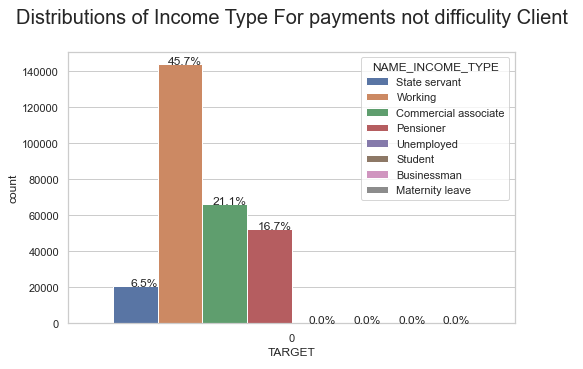 Distributions of Income Type For payments not difficulity Client
NAME_INCOME_TYPE
State servant
Working
Commercial associate
Pensioner
Unemployed
Student
Businessman
Maternity leave
140000
120000
100000
80000
60000
40000
20000
0
count
45.7%
21.1%
16.7%
6.5%
0.0%
0.0%
0.0%
0.0%
0
TARGET